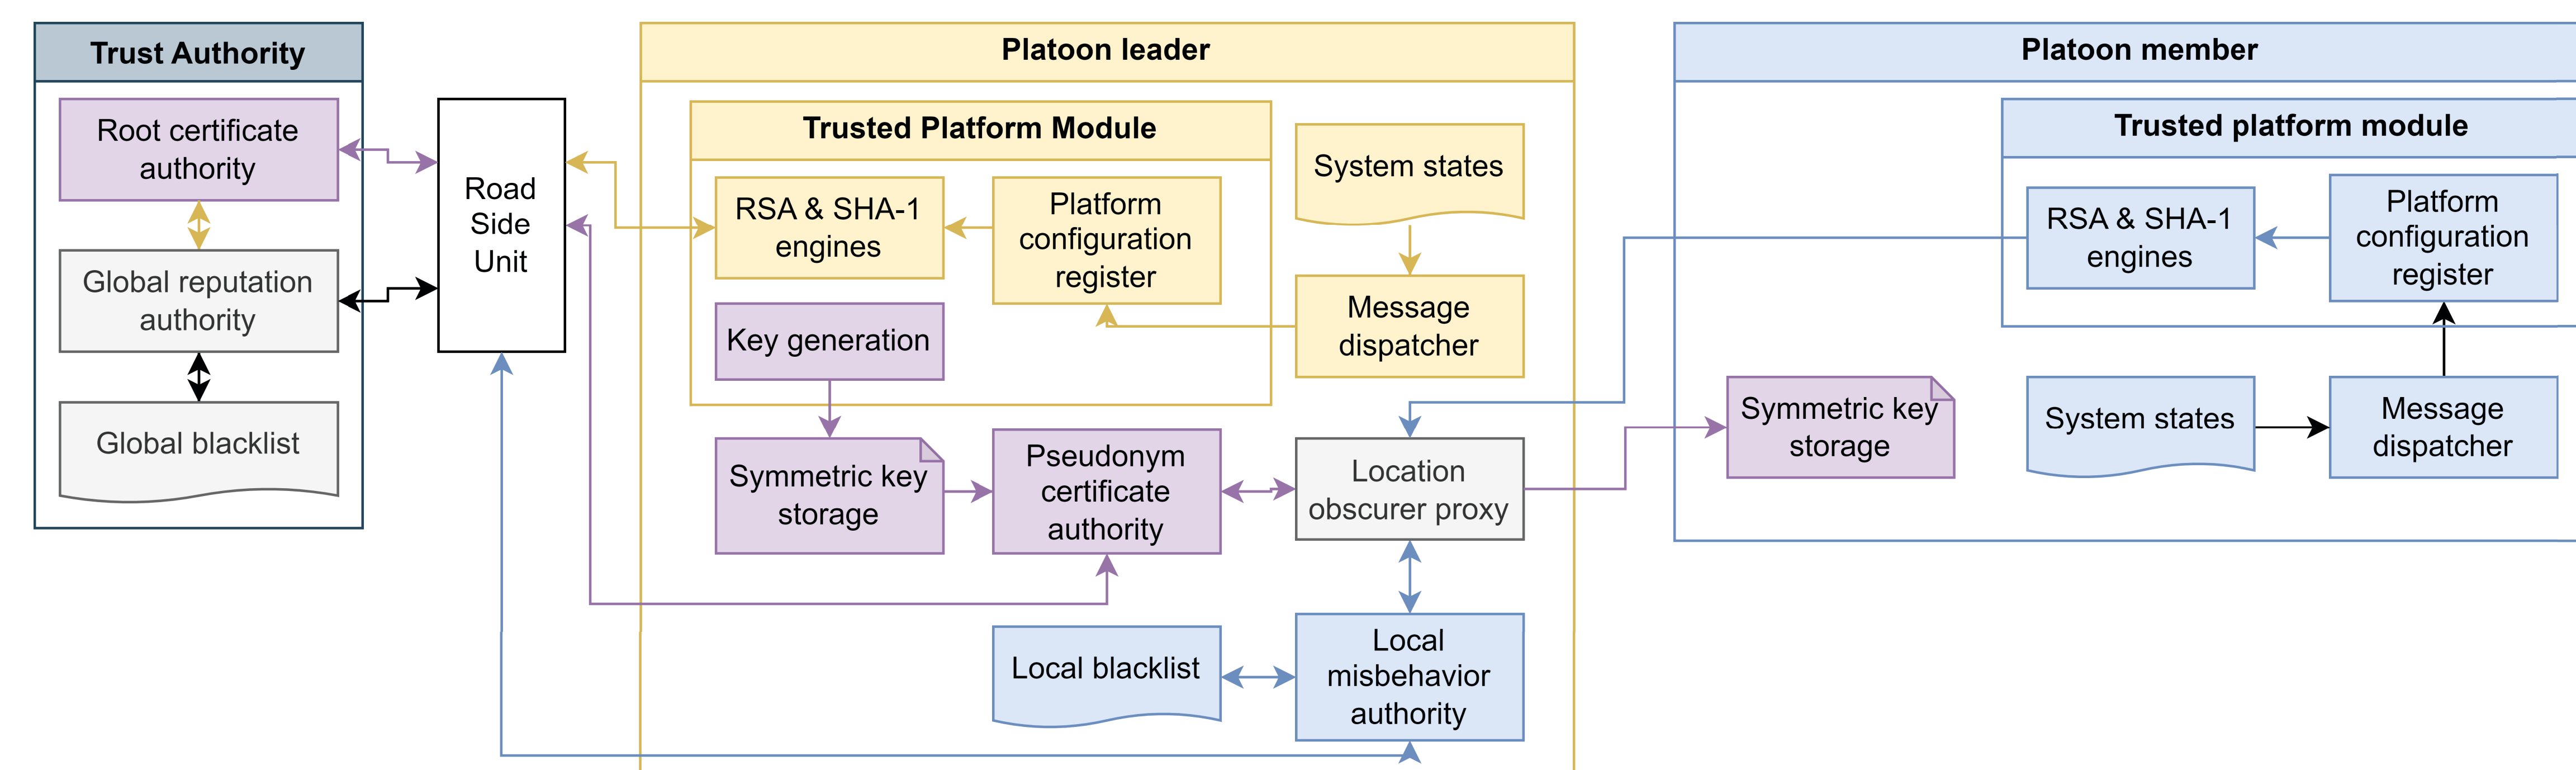 Trust Authority
Root certificate
authority
Global reputation
authority
Global blacklist
Road
Side
Unit
Platoon leader
Trusted Platform Module
RSA & SHA-1
engines
Platform
configuration
register
Key generation
System states
Message
dispatcher
Symmetric key
storage
Pseudonym
certificate
authority
Location
obscurer proxy
Local blacklist
Local
misbehavior
authority
Platoon member
Trusted platform module
RSA & SHA-1
engines
Platform
configuration
register
Symmetric key
storage
System states
Message
dispatcher